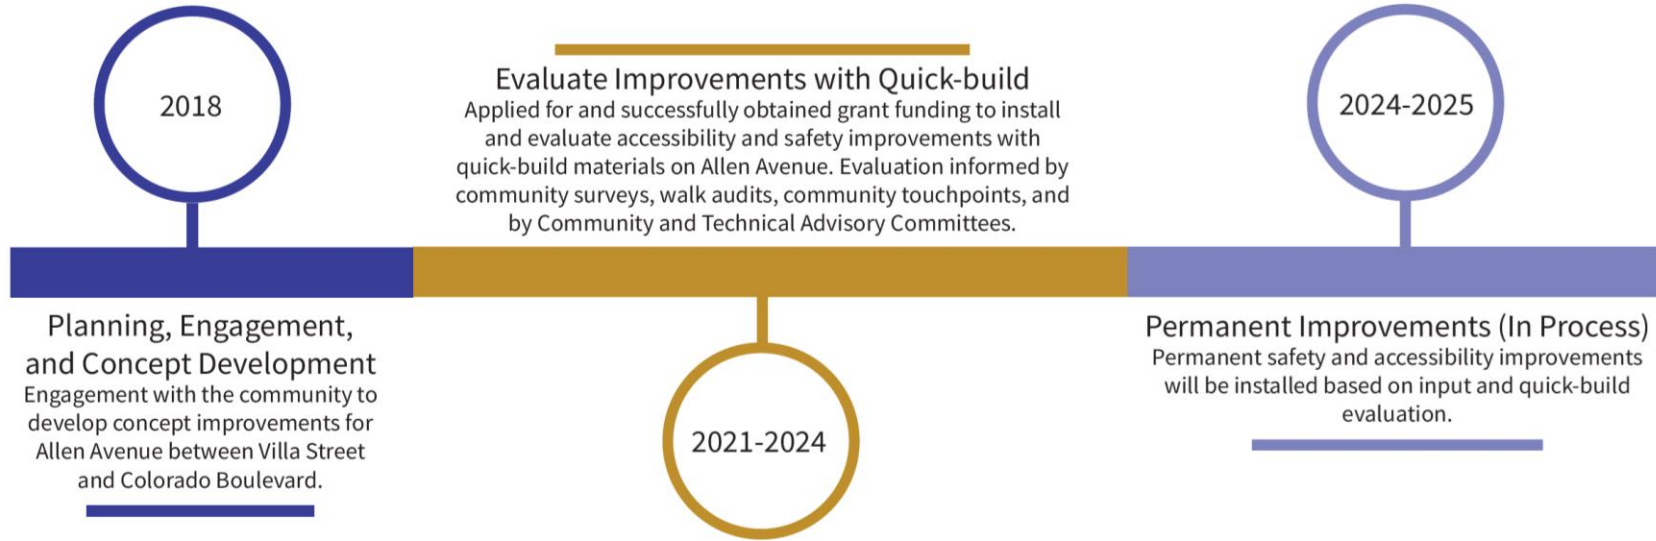 2018
Planning, Engagement,
and Concept Development
Engagement with the community to
develop concept improvements for
Allen Avenue between Villa Street
and Colorado Boulevard.
Evaluate Improvements with Quick-build
Applied for and successfully obtained grant funding to install
and evaluate accessibility and safety improvements with
quick-build materials on Allen Avenue. Evaluation informed by
community surveys, walk audits, community touchpoints, and
by Community and Technical Advisory Committees.
2021-2024
2024-2025
Permanent Improvements (In Process)
Permanent safety and accessibility improvements
will be installed based on input and quick-build
evaluation.